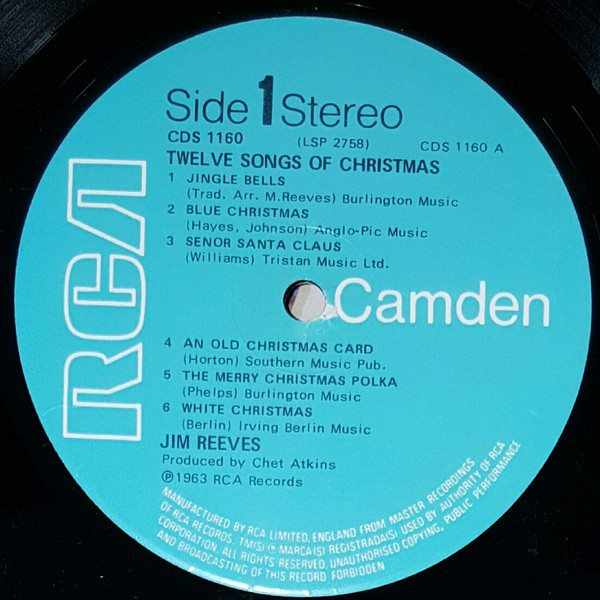 Side 1 Stereo
CDS 1160 (LSP 2758) CDS 1160 A
TWELVE SONGS OF CHRISTMAS
1 JINGLE BELLS
(Trad. Arr. M.Reeves) Burlington Music
2 BLUE CHRISTMAS
(Hayes, Johnson) Anglo-Pic Music
3 SENOR SANTA CLAUS
(Williams) Tristan Music Ltd.
RCA
Camden
4 AN OLD CHRISTMAS CARD
(Horton) Southern Music Pub.
5 THE MERRY CHRISTMAS POLKA
(Phelps) Burlington Music
6 WHITE CHRISTMAS
(Berlin) Irving Berlin Music
JIM REEVES
Produced by Chet Atkins
℗1963 RCA Records
MANUFACTURED BY RCA LIMITED, ENGLAND FROM MASTER RECORDINGS
OF RCA RECORDS. TM(S) ® MARCA(S) REGISTRADA(S) USED BY AUTHORITY OF RCA
CORPORATION. ALL RIGHTS RESERVED. UNAUTHORISED COPYING, PUBLIC PERFORMANCE
AND BROADCASTING OF THIS RECORD FORBIDDEN